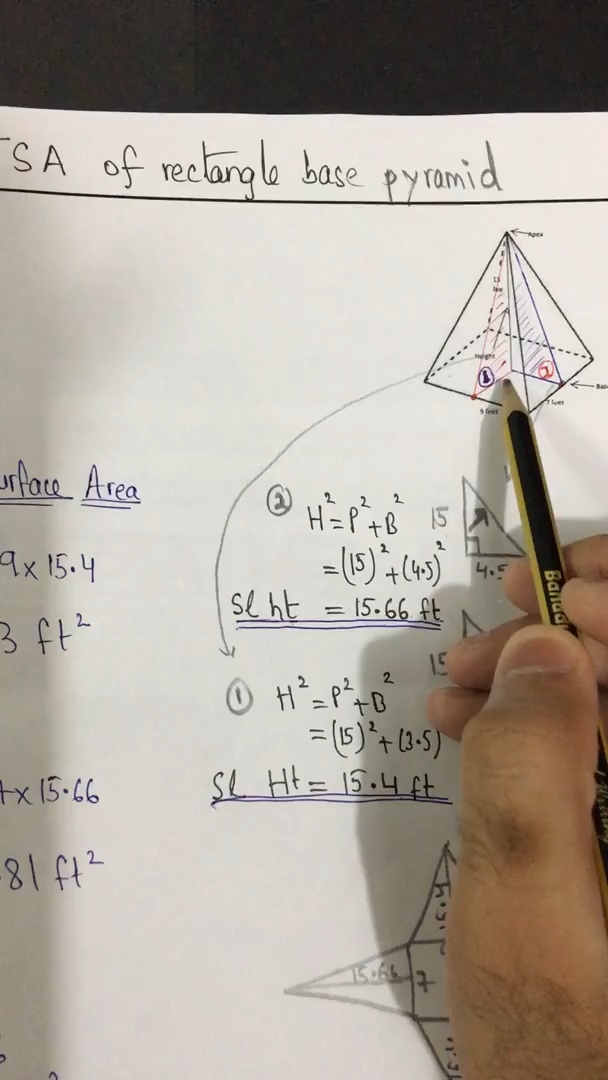 TSA of rectangle base pyramid
Apex
15
Height
1
2
Base
9 feet
7 feet
urface Area
9 x 15.4
3 ft²
7 x 15.66
81 ft²
② H² = P² + B²
= (15)² + (4.5)²
Sl ht = 15.66 ft
15
4.5
① H² = P² + B²
= (15)² + (3.5)
Sl Ht = 15.4 ft
15
15.66
7